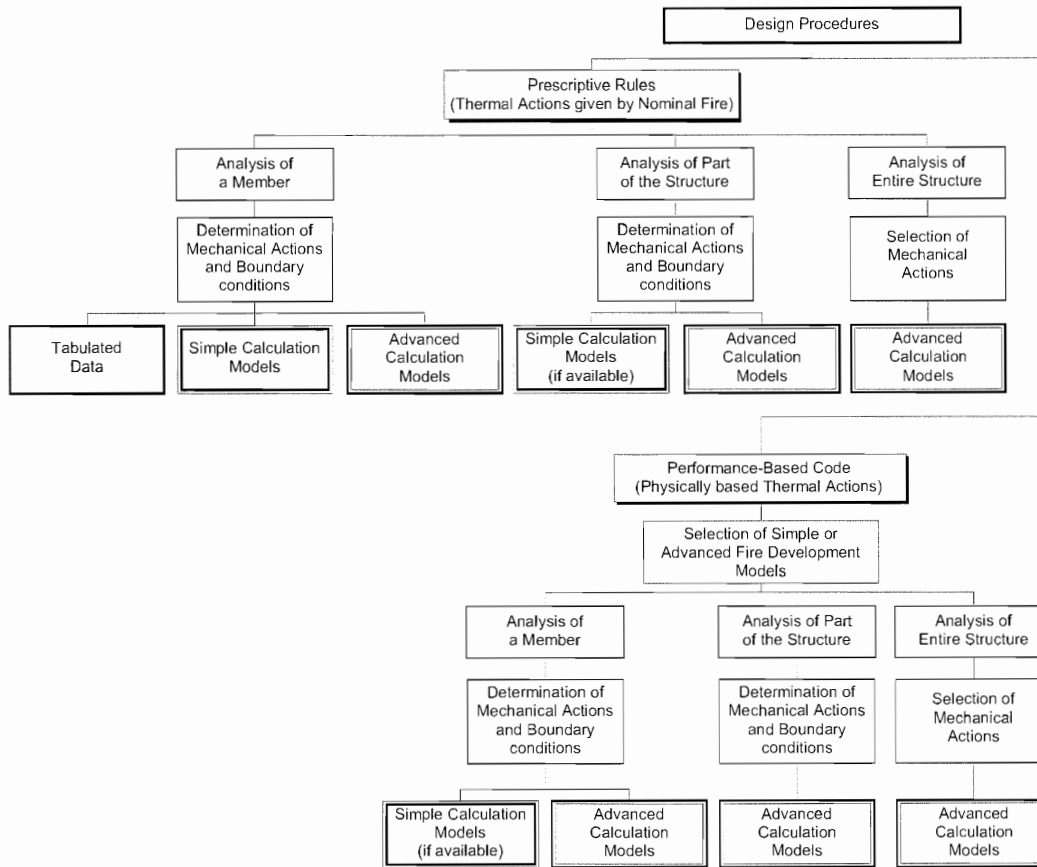 Design Procedures
Prescriptive Rules
(Thermal Actions given by Nominal Fire)
Analysis of
a Member
Analysis of Part
of the Structure
Analysis of
Entire Structure
Determination of
Mechanical Actions
and Boundary
conditions
Determination of
Mechanical Actions
and Boundary
conditions
Selection of
Mechanical
Actions
Tabulated
Data
Simple Calculation
Models
Advanced
Calculation
Models
Simple Calculation
Models
(if available)
Advanced
Calculation
Models
Advanced
Calculation
Models
Performance-Based Code
(Physically based Thermal Actions)
Selection of Simple or
Advanced Fire Development
Models
Analysis of
a Member
Analysis of Part
of the Structure
Analysis of
Entire Structure
Determination of
Mechanical Actions
and Boundary
conditions
Determination of
Mechanical Actions
and Boundary
conditions
Selection of
Mechanical
Actions
Simple Calculation
Models
(if available)
Advanced
Calculation
Models
Advanced
Calculation
Models
Advanced
Calculation
Models